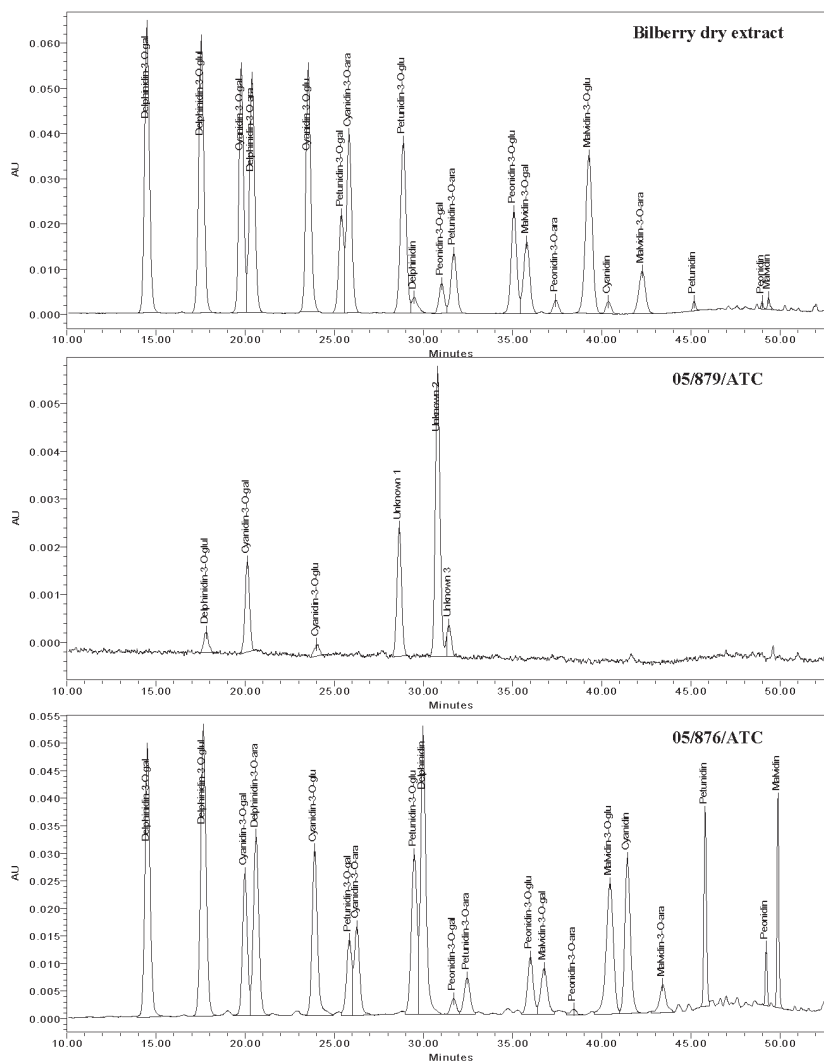 Bilberry dry extract
AU
0.060
0.050
0.040
0.030
0.020
0.010
0.000
Delphinidin-3-O-gal
Delphinidin-3-O-glul
Cyanidin-3-O-gal
Delphinidin-3-O-ara
Cyanidin-3-O-glu
Petunidin-3-O-gal
Cyanidin-3-O-ara
Petunidin-3-O-glu
Delphinidin
Peonidin-3-O-gal
Petunidin-3-O-ara
Peonidin-3-O-glu
Malvidin-3-O-gal
Peonidin-3-O-ara
Malvidin-3-O-glu
Cyanidin
Malvidin-3-O-ara
Petunidin
Peonidin
Malvidin
10.00 15.00 20.00 25.00 30.00 35.00 40.00 45.00 50.00
Minutes
05/879/ATC
AU
0.005
0.004
0.003
0.002
0.001
0.000
Delphinidin-3-O-glul
Cyanidin-3-O-gal
Cyanidin-3-O-glu
Unknown 1
Unknown 2
Unknown 3
10.00 15.00 20.00 25.00 30.00 35.00 40.00 45.00 50.00
Minutes
05/876/ATC
AU
0.055
0.050
0.045
0.040
0.035
0.030
0.025
0.020
0.015
0.010
0.005
0.000
Delphinidin-3-O-gal
Delphinidin-3-O-glul
Cyanidin-3-O-gal
Delphinidin-3-O-ara
Cyanidin-3-O-glu
Petunidin-3-O-gal
Cyanidin-3-O-ara
Petunidin-3-O-glu
Delphinidin
Peonidin-3-O-gal
Petunidin-3-O-ara
Peonidin-3-O-glu
Malvidin-3-O-gal
Peonidin-3-O-ara
Malvidin-3-O-glu
Cyanidin
Malvidin-3-O-ara
Petunidin
Peonidin
Malvidin
10.00 15.00 20.00 25.00 30.00 35.00 40.00 45.00 50.00
Minutes